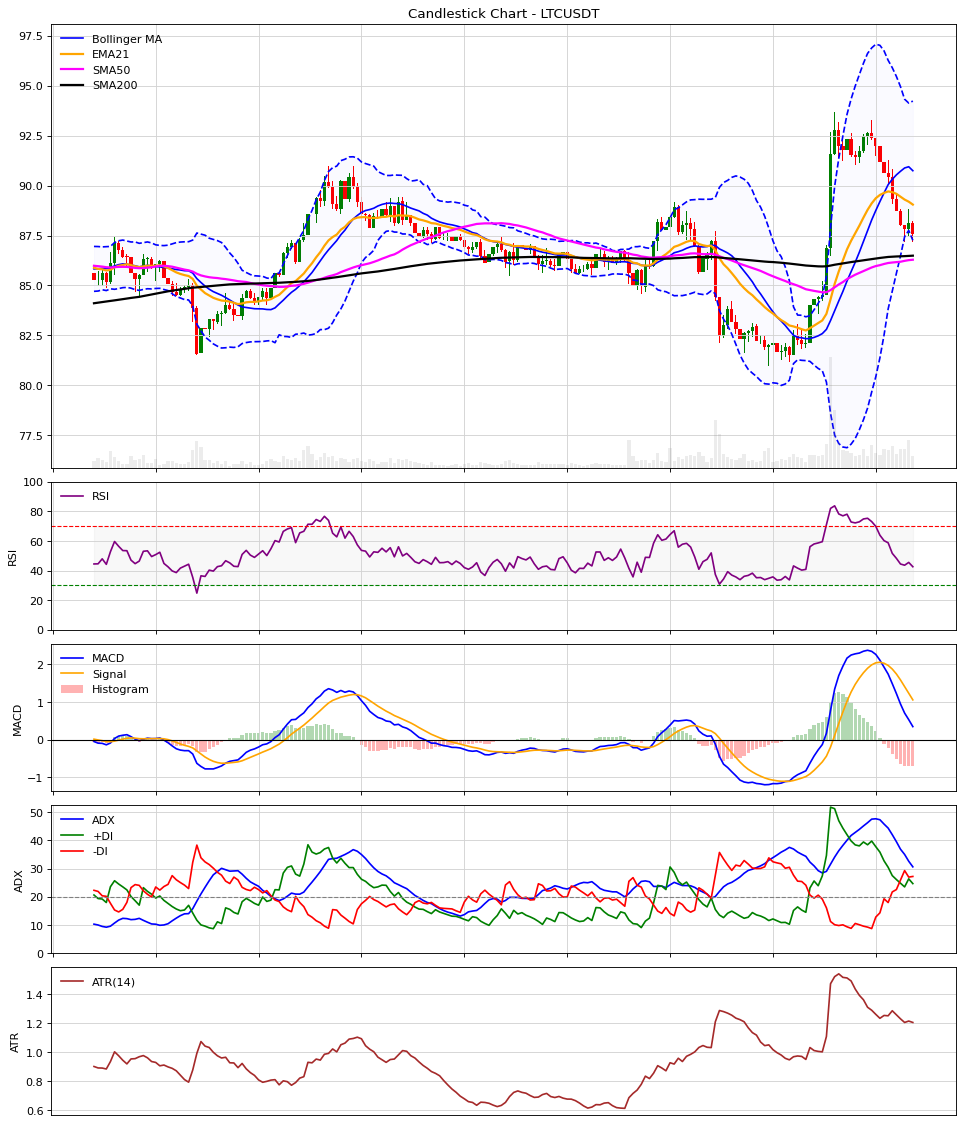 Candlestick Chart - LTCUSDT
97.5
95.0
92.5
90.0
87.5
85.0
82.5
80.0
77.5
Bollinger MA
EMA21
SMA50
SMA200
100
80
60
40
20
0
RSI
RSI
2
1
0
−1
MACD
MACD
Signal
Histogram
50
40
30
20
10
0
ADX
ADX
+DI
-DI
1.4
1.2
1.0
0.8
0.6
ATR
ATR(14)